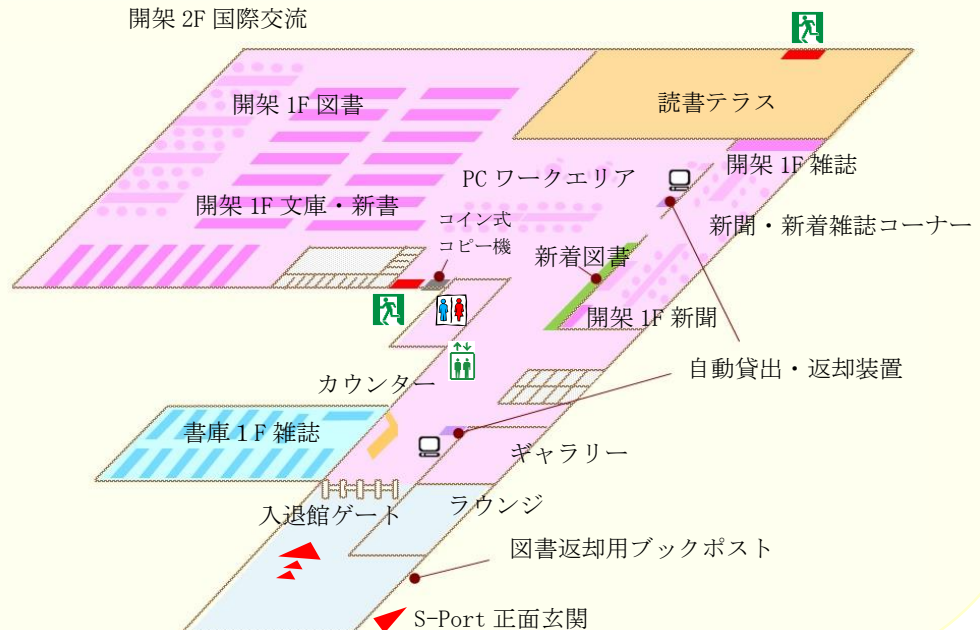 開架 2F 国際交流
開架 1F 図書
読書テラス
開架 1F 雑誌
PC ワークエリア
開架 1F 文庫・新書
コイン式
コピー機
新聞・新着雑誌コーナー
新着図書
開架 1F 新聞
自動貸出・返却装置
カウンター
書庫１F 雑誌
ギャラリー
ラウンジ
入退館ゲート
図書返却用ブックポスト
S-Port 正面玄関